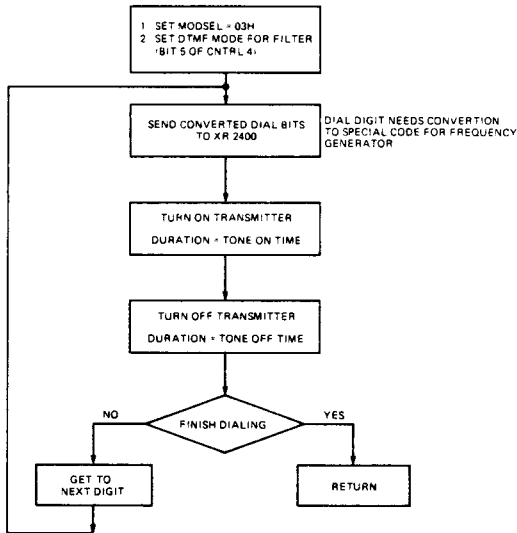 1 SET MODSEL = 03H
2 SET DTMF MODE FOR FILTER
(BIT 5 OF CNTRL 4)
SEND CONVERTED DIAL BITS
TO XR 2400
DIAL DIGIT NEEDS CONVERTION
TO SPECIAL CODE FOR FREQUENCY
GENERATOR
TURN ON TRANSMITTER
DURATION = TONE ON TIME
TURN OFF TRANSMITTER
DURATION = TONE OFF TIME
FINISH DIALING
NO
YES
GET TO
NEXT DIGIT
RETURN